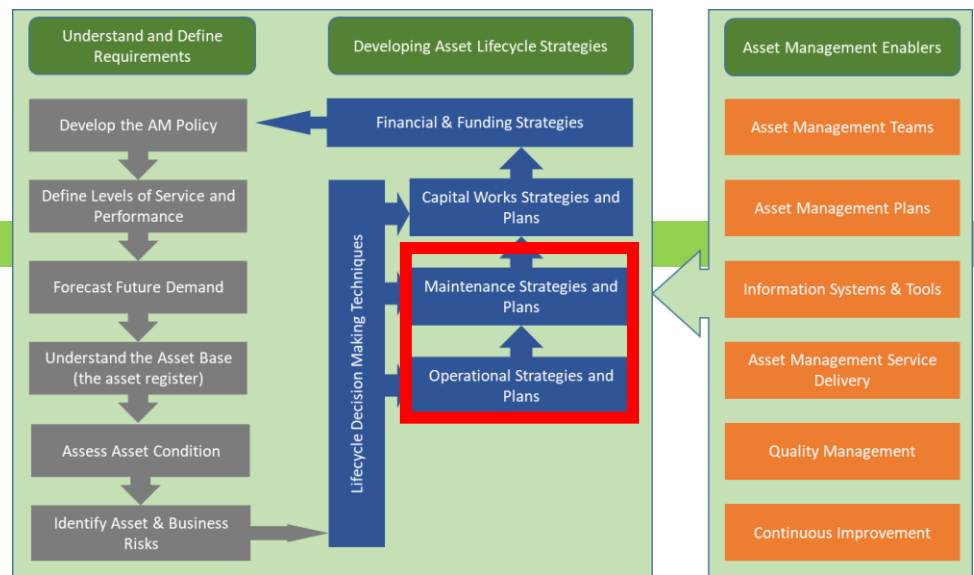 Understand and Define
Requirements
Developing Asset Lifecycle Strategies
Asset Management Enablers
Develop the AM Policy
Define Levels of Service and
Performance
Forecast Future Demand
Understand the Asset Base
(the asset register)
Assess Asset Condition
Identify Asset & Business
Risks
Lifecycle Decision Making Techniques
Financial & Funding Strategies
Capital Works Strategies and
Plans
Maintenance Strategies and
Plans
Operational Strategies and
Plans
Asset Management Teams
Asset Management Plans
Information Systems & Tools
Asset Management Service
Delivery
Quality Management
Continuous Improvement